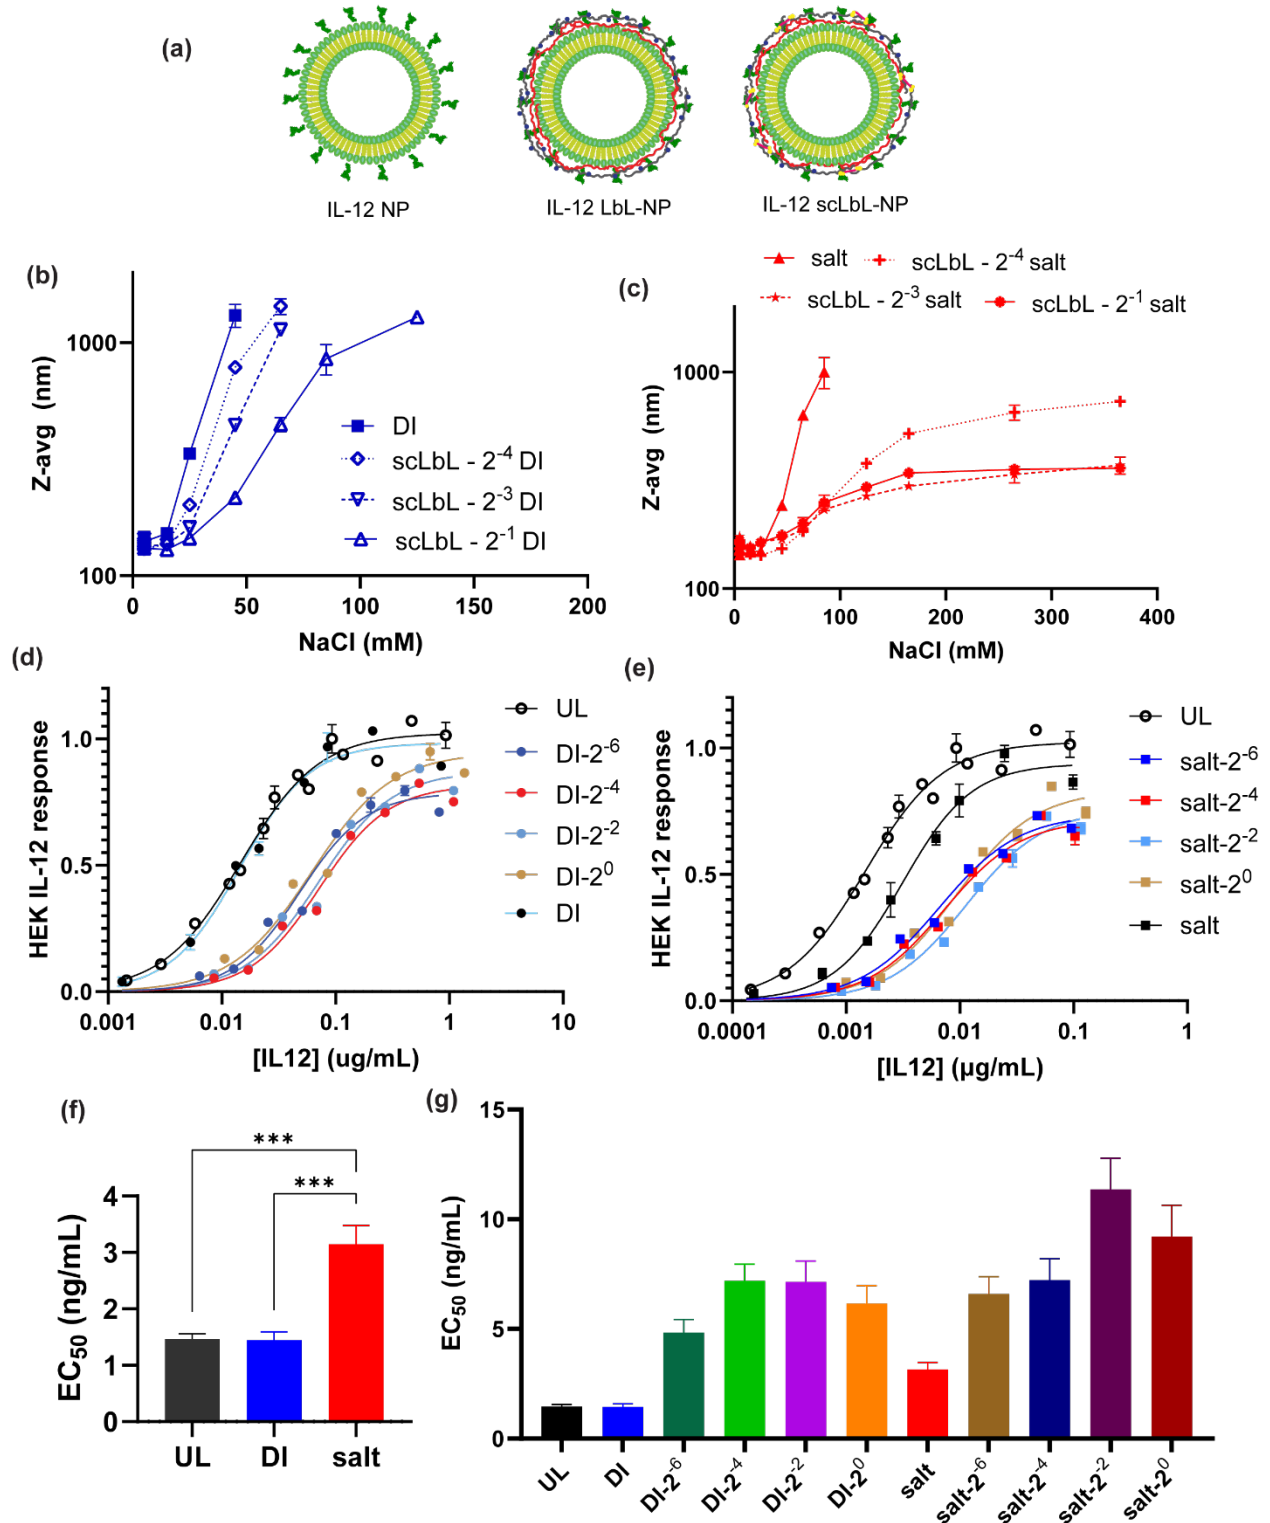 (a)
IL-12 NP
IL-12 LbL-NP
IL-12 scLbL-NP
(b)
Z-avg (nm)
1000
100
0
50
100
150
200
NaCl (mM)
DI
scLbL - 2⁻⁴ DI
scLbL - 2⁻³ DI
scLbL - 2⁻¹ DI
(c)
salt
scLbL - 2⁻⁴ salt
scLbL - 2⁻³ salt
scLbL - 2⁻¹ salt
Z-avg (nm)
1000
100
0
100
200
300
400
NaCl (mM)
(d)
HEK IL-12 response
1.0
0.5
0.0
0.001
0.01
0.1
1
10
[IL12] (ug/mL)
UL
DI-2⁻⁶
DI-2⁻⁴
DI-2⁻²
DI-2⁰
DI
(e)
HEK IL-12 response
1.0
0.5
0.0
0.0001
0.001
0.01
0.1
1
[IL12] (µg/mL)
UL
salt-2⁻⁶
salt-2⁻⁴
salt-2⁻²
salt-2⁰
salt
(f)
***
***
EC₅₀ (ng/mL)
4
3
2
1
0
UL
DI
salt
(g)
EC₅₀ (ng/mL)
15
10
5
0
UL
DI
DI-2⁻⁶
DI-2⁻⁴
DI-2⁻²
DI-2⁰
salt
salt-2⁻⁶
salt-2⁻⁴
salt-2⁻²
salt-2⁰